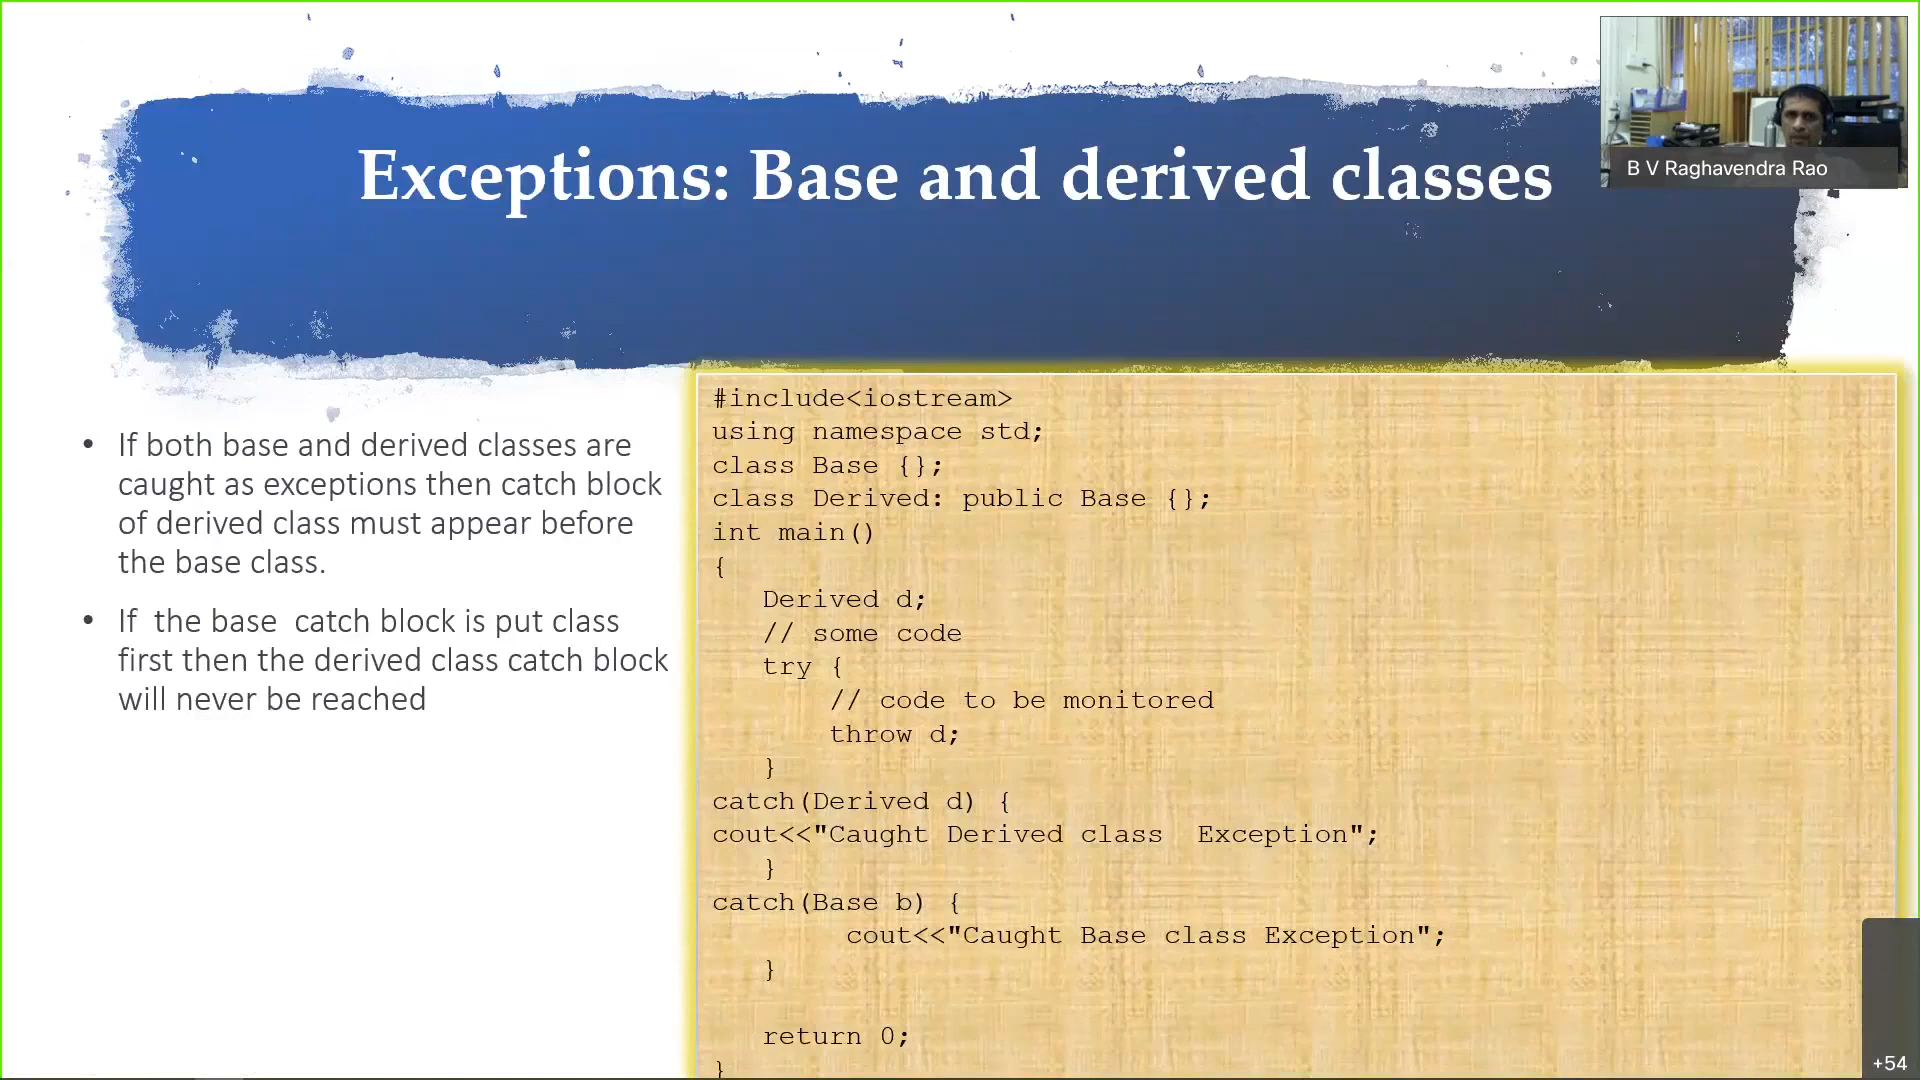 Exceptions: Base and derived classes
B V Raghavendra Rao
• If both base and derived classes are
caught as exceptions then catch block
of derived class must appear before
the base class.
• If  the base  catch block is put class
first then the derived class catch block
will never be reached
#include<iostream>
using namespace std;
class Base {};
class Derived: public Base {};
int main()
{
   Derived d;
   // some code
   try {
       // code to be monitored
       throw d;
   }
catch(Derived d) {
cout<<"Caught Derived class  Exception";
   }
catch(Base b) {
        cout<<"Caught Base class Exception";
   }
   return 0;
}
+54